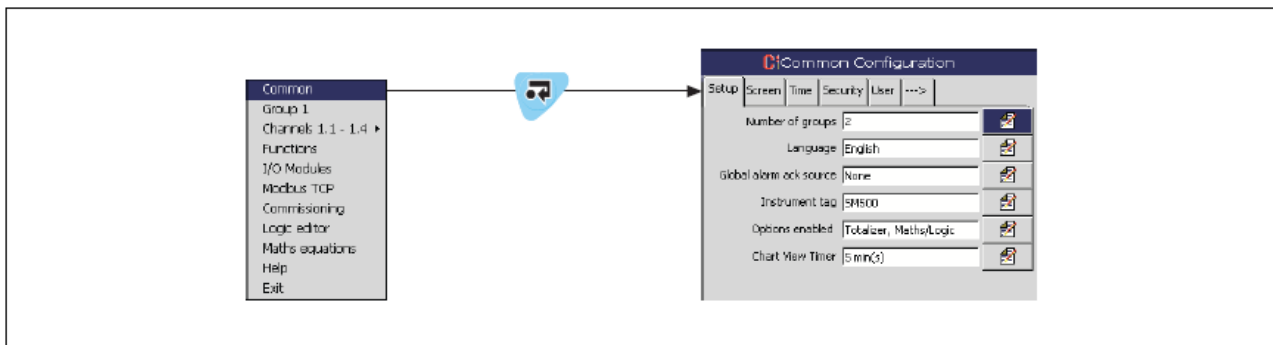 Common
Group 1
Channels 1.1 - 1.4
Functions
I/O Modules
Modbus TCP
Commissioning
Logic editor
Maths equations
Help
Exit
Common Configuration
Setup Screen Time Security User --->
Number of groups 2
Language English
Global alarm ack source None
Instrument tag SM500
Options enabled Totalizer, Maths/Logic
Chart View Timer 5 min(s)